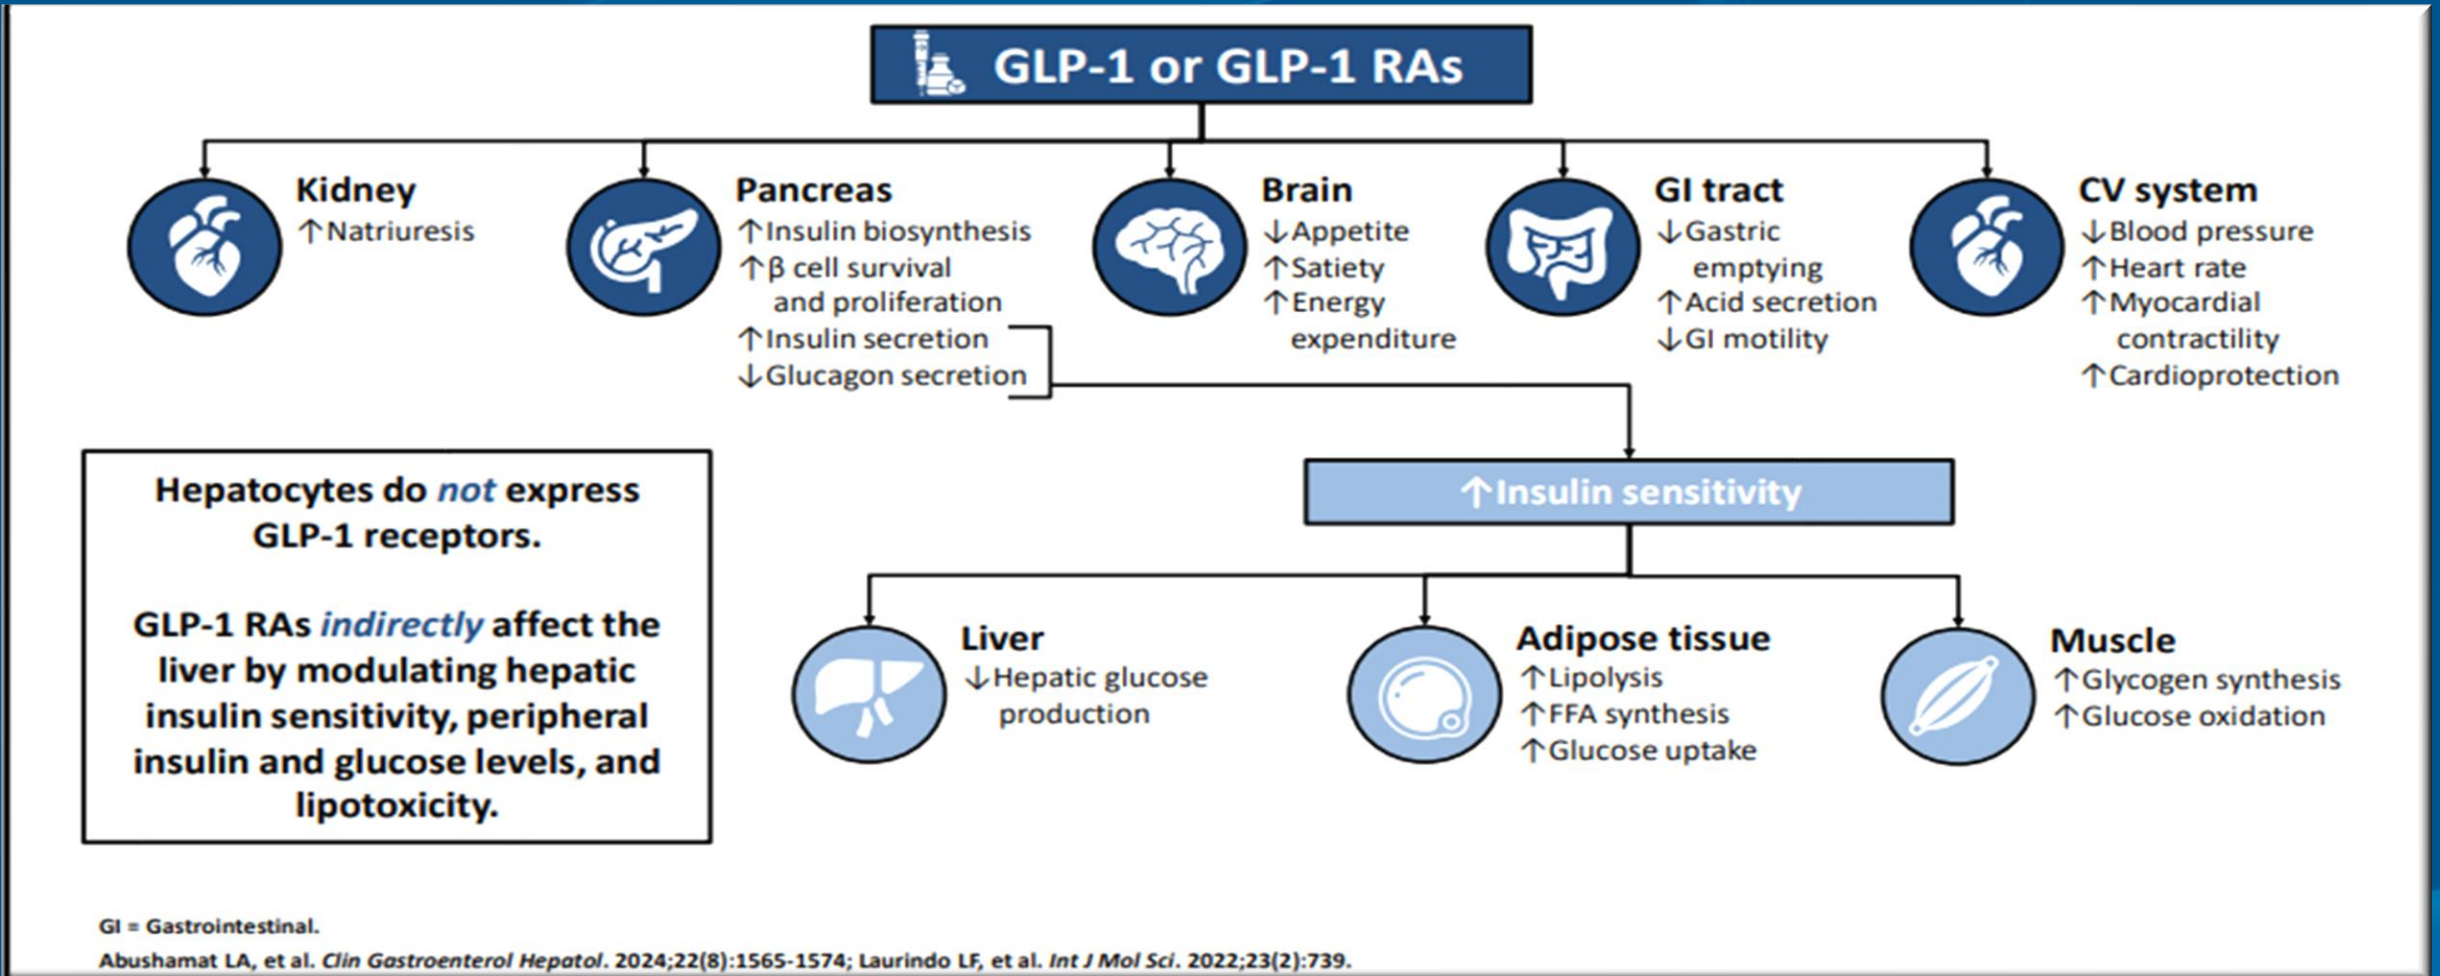 GLP-1 or GLP-1 RAs
Kidney
↑Natriuresis
Pancreas
↑Insulin biosynthesis
↑β cell survival
and proliferation
↑Insulin secretion
↓Glucagon secretion
Brain
↓Appetite
↑Satiety
↑Energy
expenditure
GI tract
↓Gastric
emptying
↑Acid secretion
↓GI motility
CV system
↓Blood pressure
↑Heart rate
↑Myocardial
contractility
↑Cardioprotection
Hepatocytes do not express
GLP-1 receptors.
GLP-1 RAs indirectly affect the
liver by modulating hepatic
insulin sensitivity, peripheral
insulin and glucose levels, and
lipotoxicity.
↑Insulin sensitivity
Liver
↓Hepatic glucose
production
Adipose tissue
↑Lipolysis
↑FFA synthesis
↑Glucose uptake
Muscle
↑Glycogen synthesis
↑Glucose oxidation
GI = Gastrointestinal.
Abushamat LA, et al. Clin Gastroenterol Hepatol. 2024;22(8):1565-1574; Laurindo LF, et al. Int J Mol Sci. 2022;23(2):739.